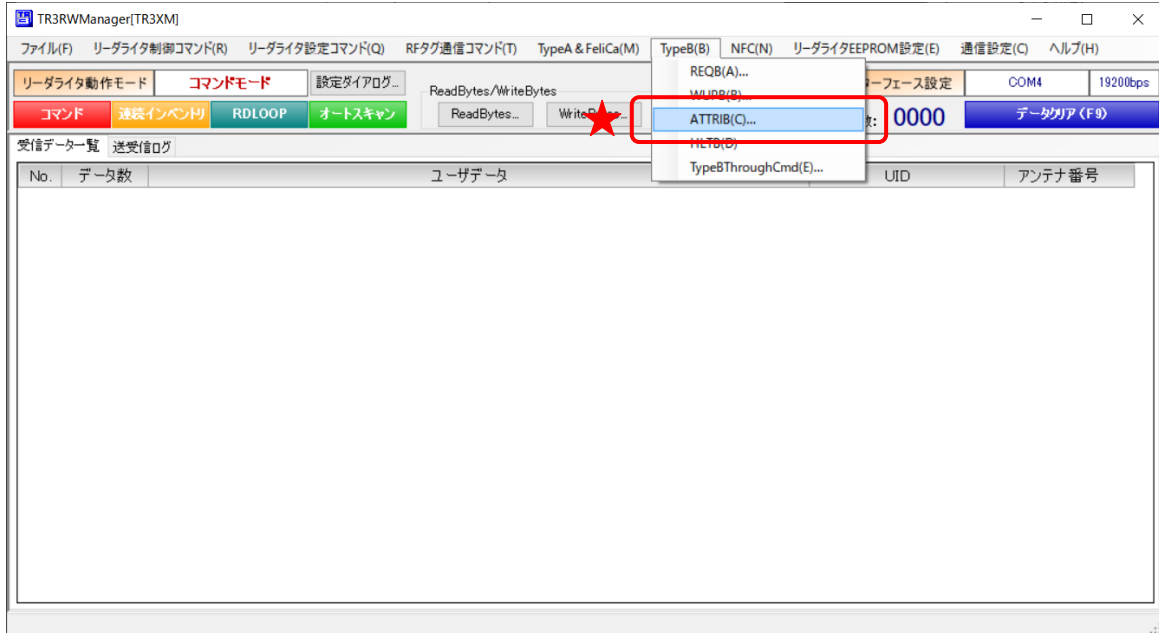 TR3RWManager[TR3XM]
ファイル(F) リーダライタ制御コマンド(R) リーダライタ設定コマンド(Q) RFタグ通信コマンド(T) TypeA & FeliCa(M) TypeB(B) NFC(N) リーダライタEEPROM設定(E) 通信設定(C) ヘルプ(H)
リーダライタ動作モード コマンドモード 設定ダイアログ... ReadBytes/WriteBytes REQB(A)... ーフェース設定 COM4 19200bps
WUPB(B)...
コマンド 連続インベントリ RDLOOP オートスキャン ReadBytes... ATTRIB(C)... 0000 データクリア(F9)
HLTB(D)
TypeBThroughCmd(E)...
受信データ一覧 送受信ログ
No. データ数 ユーザデータ UID アンテナ番号